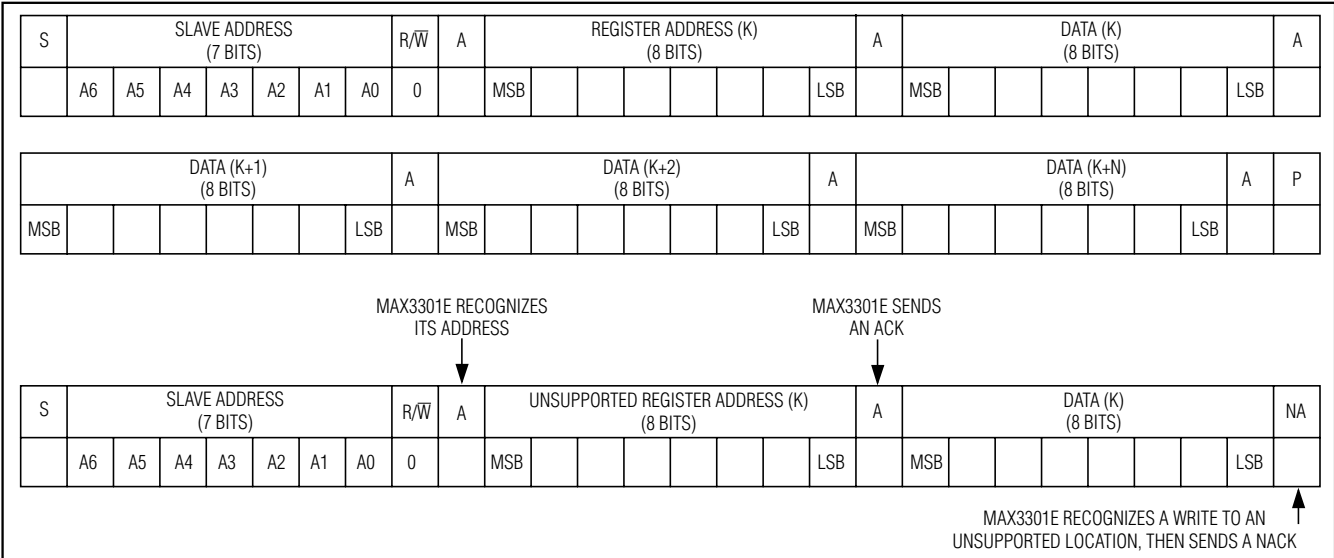 S SLAVE ADDRESS R/W̅ A REGISTER ADDRESS (K) A DATA (K) A
(7 BITS) (8 BITS) (8 BITS)
A6 A5 A4 A3 A2 A1 A0 0 MSB LSB MSB LSB
DATA (K+1) A DATA (K+2) A DATA (K+N) A P
(8 BITS) (8 BITS) (8 BITS)
MSB LSB MSB LSB MSB LSB
MAX3301E RECOGNIZES
ITS ADDRESS
MAX3301E SENDS
AN ACK
S SLAVE ADDRESS R/W̅ A UNSUPPORTED REGISTER ADDRESS (K) A DATA (K) NA
(7 BITS) (8 BITS) (8 BITS)
A6 A5 A4 A3 A2 A1 A0 0 MSB LSB MSB LSB
MAX3301E RECOGNIZES A WRITE TO AN
UNSUPPORTED LOCATION, THEN SENDS A NACK